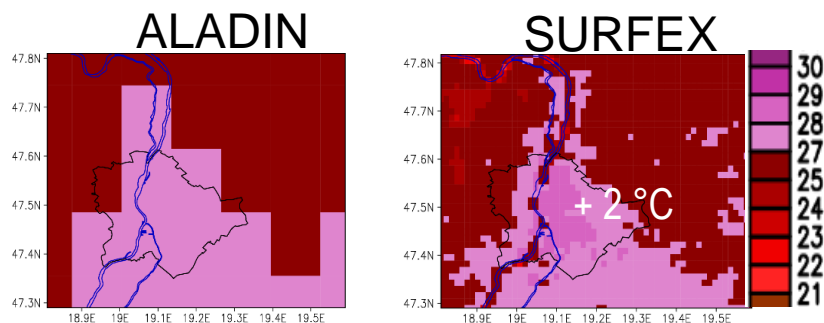 ALADIN
47.8N
47.7N
47.6N
47.5N
47.4N
47.3N
18.9E 19E 19.1E 19.2E 19.3E 19.4E 19.5E
SURFEX
47.8N
47.7N
47.6N
47.5N
47.4N
47.3N
+ 2 °C
18.9E 19E 19.1E 19.2E 19.3E 19.4E 19.5E
30
29
28
27
26
25
24
23
22
21